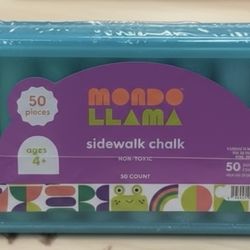 50
pieces
ages
4+
MONDO
LLAMA
sidewalk chalk
NON-TOXIC
50 COUNT
50